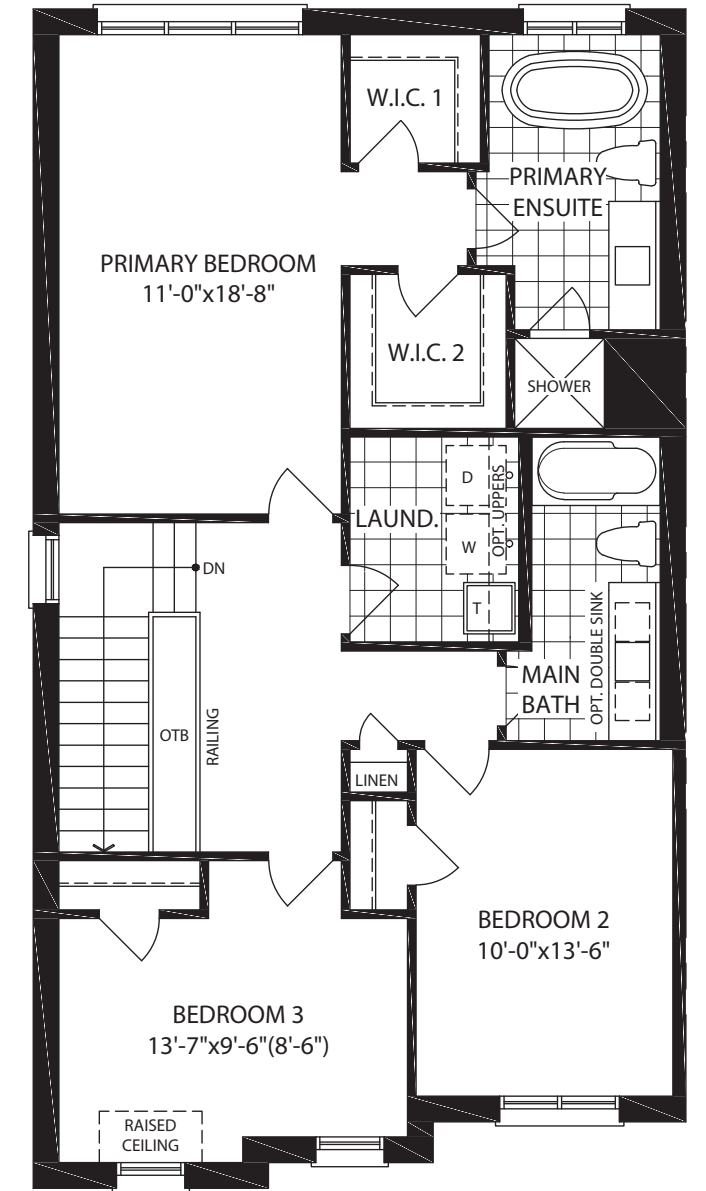 W.I.C. 1
PRIMARY
ENSUITE
PRIMARY BEDROOM
11'-0"x18'-8"
W.I.C. 2
SHOWER
D
OPT. UPPERS
LAUND.
W
DN
T
OPT. DOUBLE SINK
MAIN
BATH
OTB
RAILING
LINEN
BEDROOM 2
10'-0"x13'-6"
BEDROOM 3
13'-7"x9'-6"(8'-6")
RAISED
CEILING